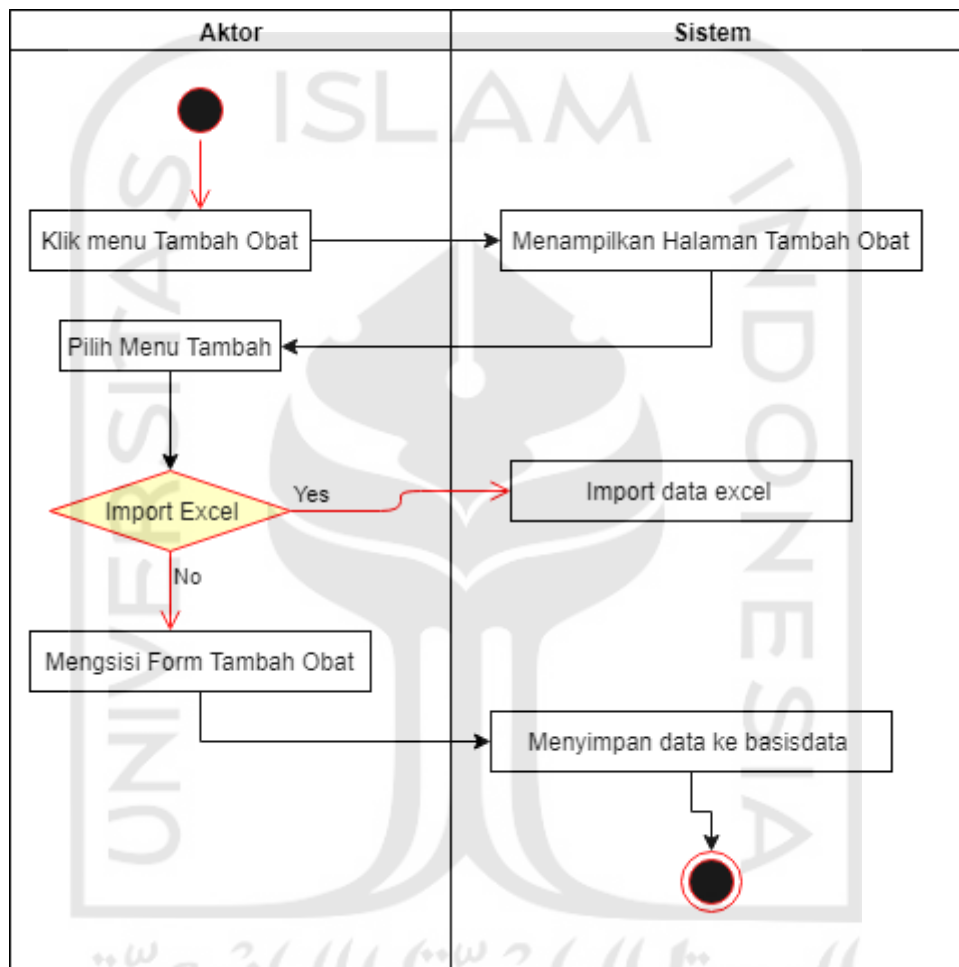 Aktor
Sistem
ISLAM
UNIVERSITAS
INDONESIA
Klik menu Tambah Obat
Menampilkan Halaman Tambah Obat
Pilih Menu Tambah
Import Excel
Yes
Import data excel
No
Mengsisi Form Tambah Obat
Menyimpan data ke basisdata